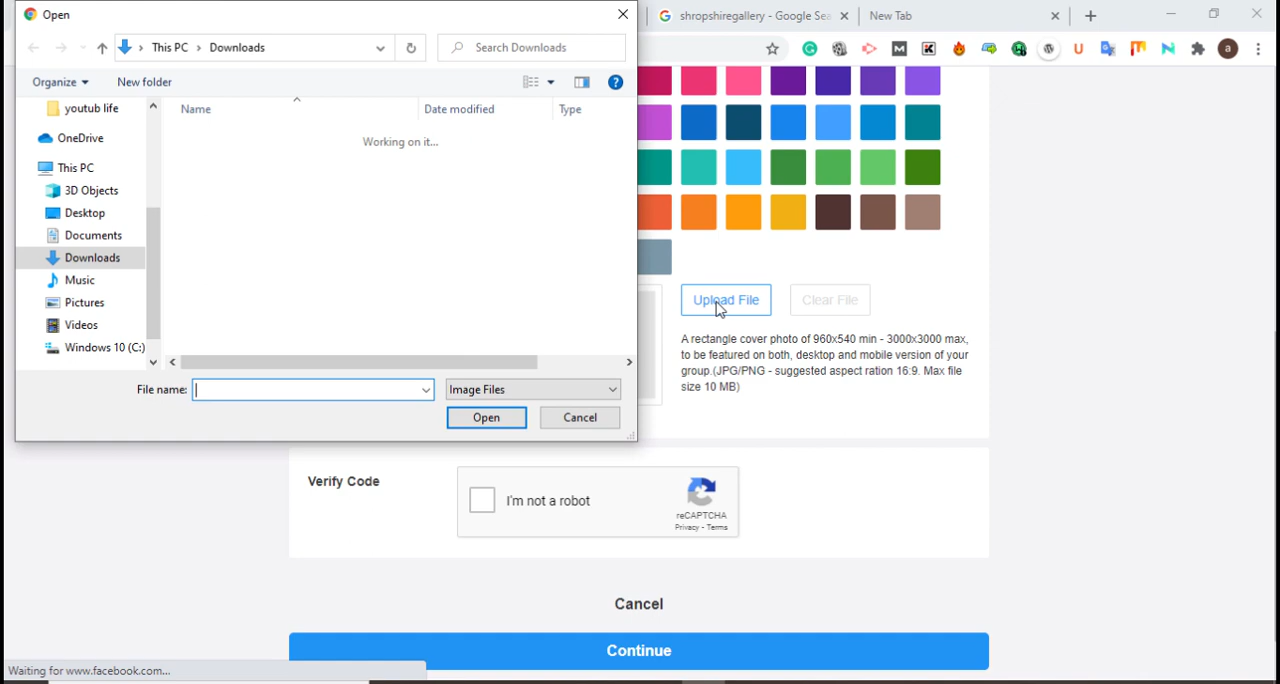 Open
shropshiregallery - Google Sea
New Tab
This PC
Downloads
Search Downloads
a
Organize
New folder
youtub life
OneDrive
This PC
3D Objects
Desktop
Documents
Downloads
Music
Pictures
Videos
Windows 10 (C:)
Name
Date modified
Type
Working on it...
File name:
Image Files
Open
Cancel
Upload File
Clear File
A rectangle cover photo of 960x540 min - 3000x3000 max,
to be featured on both, desktop and mobile version of your
group.(JPG/PNG - suggested aspect ration 16:9. Max file
size 10 MB)
Verify Code
I'm not a robot
reCAPTCHA
Privacy - Terms
Cancel
Continue
Waiting for www.facebook.com...